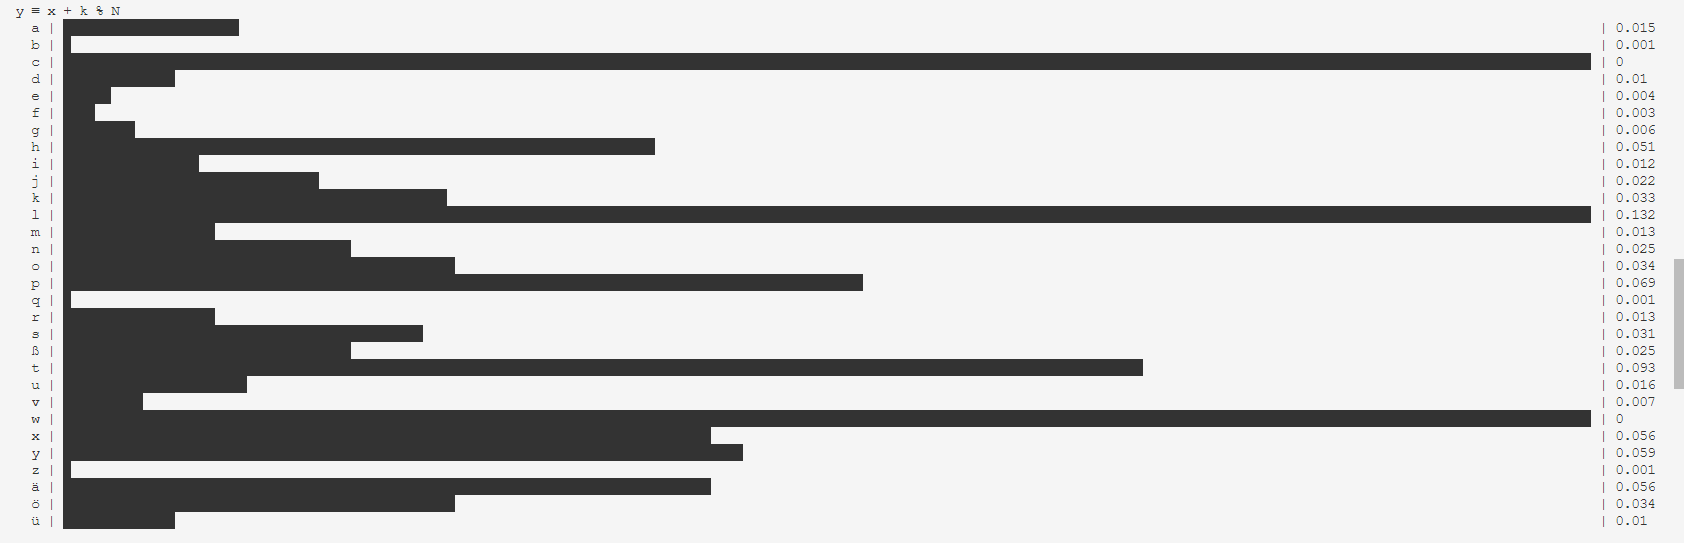 y ≡ x + k % N
a | | 0.015
b | | 0.001
c | | 0
d | | 0.01
e | | 0.004
f | | 0.003
g | | 0.006
h | | 0.051
i | | 0.012
j | | 0.022
k | | 0.033
l | | 0.132
m | | 0.013
n | | 0.025
o | | 0.034
p | | 0.069
q | | 0.001
r | | 0.013
s | | 0.031
ß | | 0.025
t | | 0.093
u | | 0.016
v | | 0.007
w | | 0
x | | 0.056
y | | 0.059
z | | 0.001
ä | | 0.056
ö | | 0.034
ü | | 0.01